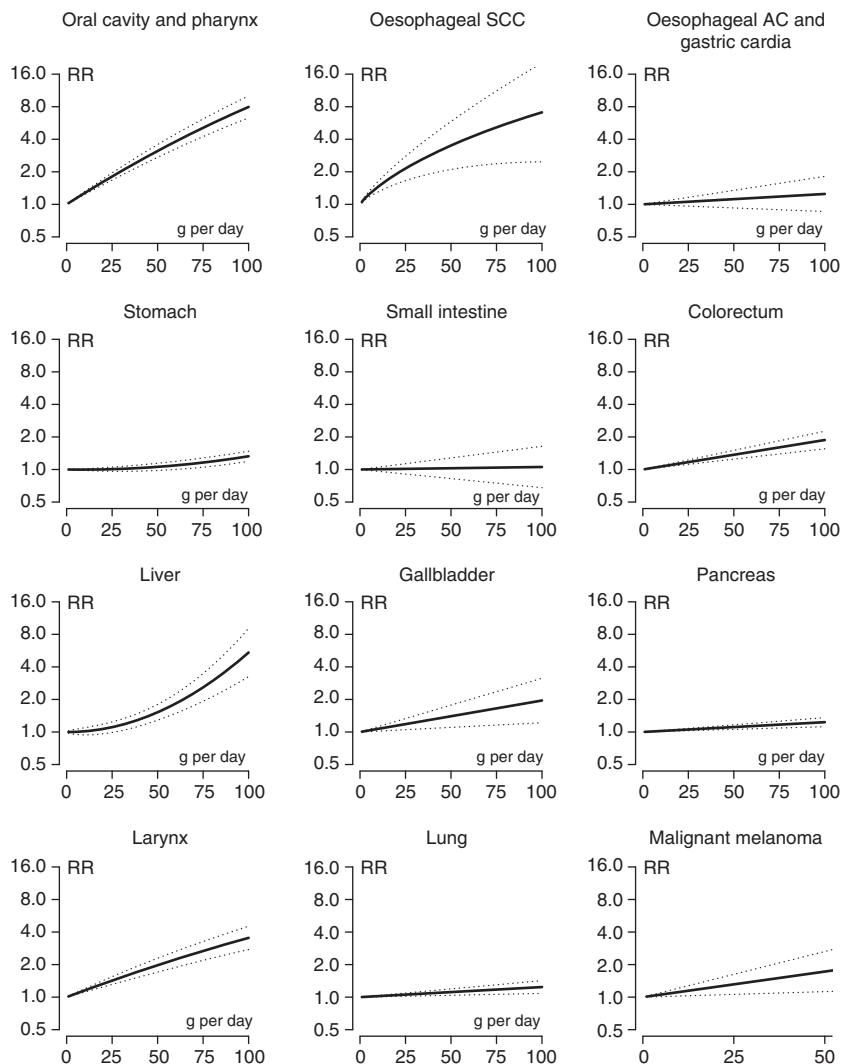 Oral cavity and pharynx
16.0 RR
8.0
4.0
2.0
1.0
0.5 g per day
0 25 50 75 100
Oesophageal SCC
16.0 RR
8.0
4.0
2.0
1.0
0.5 g per day
0 25 50 75 100
Oesophageal AC and
gastric cardia
16.0 RR
8.0
4.0
2.0
1.0
0.5 g per day
0 25 50 75 100
Stomach
16.0 RR
8.0
4.0
2.0
1.0
0.5 g per day
0 25 50 75 100
Small intestine
16.0 RR
8.0
4.0
2.0
1.0
0.5 g per day
0 25 50 75 100
Colorectum
16.0 RR
8.0
4.0
2.0
1.0
0.5 g per day
0 25 50 75 100
Liver
16.0 RR
8.0
4.0
2.0
1.0
0.5 g per day
0 25 50 75 100
Gallbladder
16.0 RR
8.0
4.0
2.0
1.0
0.5 g per day
0 25 50 75 100
Pancreas
16.0 RR
8.0
4.0
2.0
1.0
0.5 g per day
0 25 50 75 100
Larynx
16.0 RR
8.0
4.0
2.0
1.0
0.5 g per day
0 25 50 75 100
Lung
16.0 RR
8.0
4.0
2.0
1.0
0.5 g per day
0 25 50 75 100
Malignant melanoma
16.0 RR
8.0
4.0
2.0
1.0
0.5
0 25 50